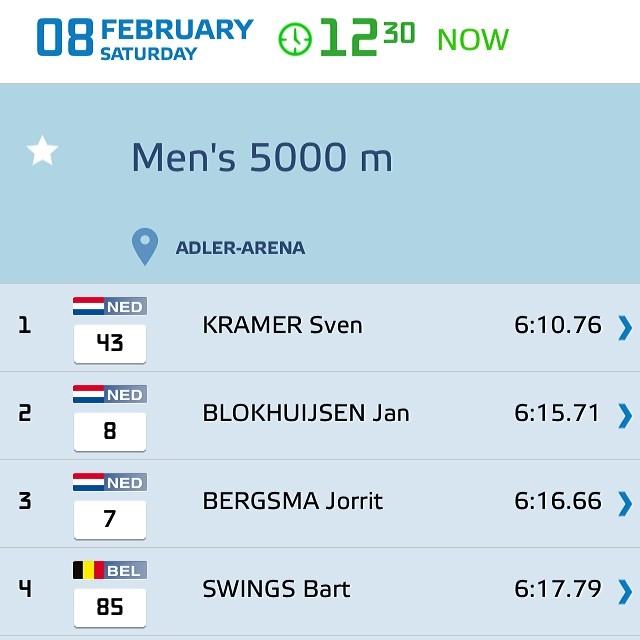 08 FEBRUARY
SATURDAY
12 30 NOW
Men's 5000 m
ADLER-ARENA
1 NED 43 KRAMER Sven 6:10.76
2 NED 8 BLOKHUIJSEN Jan 6:15.71
3 NED 7 BERGSMA Jorrit 6:16.66
4 BEL 85 SWINGS Bart 6:17.79